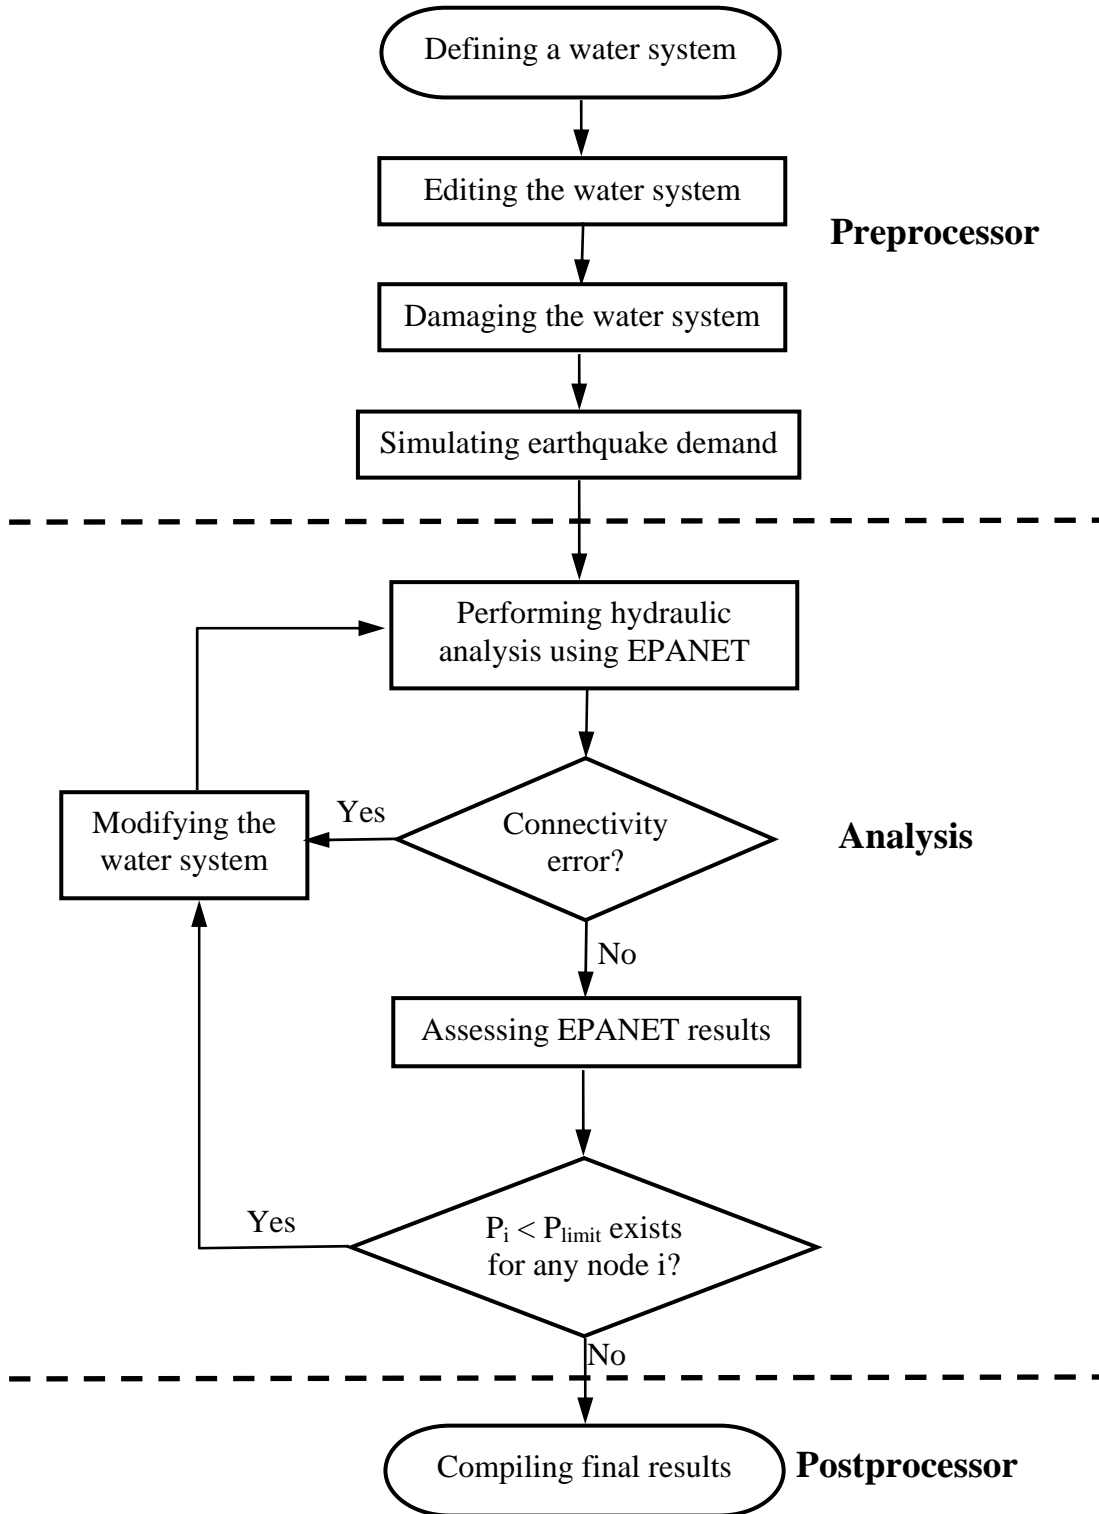 Defining a water system
Editing the water system
Preprocessor
Damaging the water system
Simulating earthquake demand
Performing hydraulic
analysis using EPANET
Modifying the
water system
Yes
Connectivity
error?
Analysis
No
Assessing EPANET results
Yes
Pi < Plimit exists
for any node i?
No
Compiling final results
Postprocessor